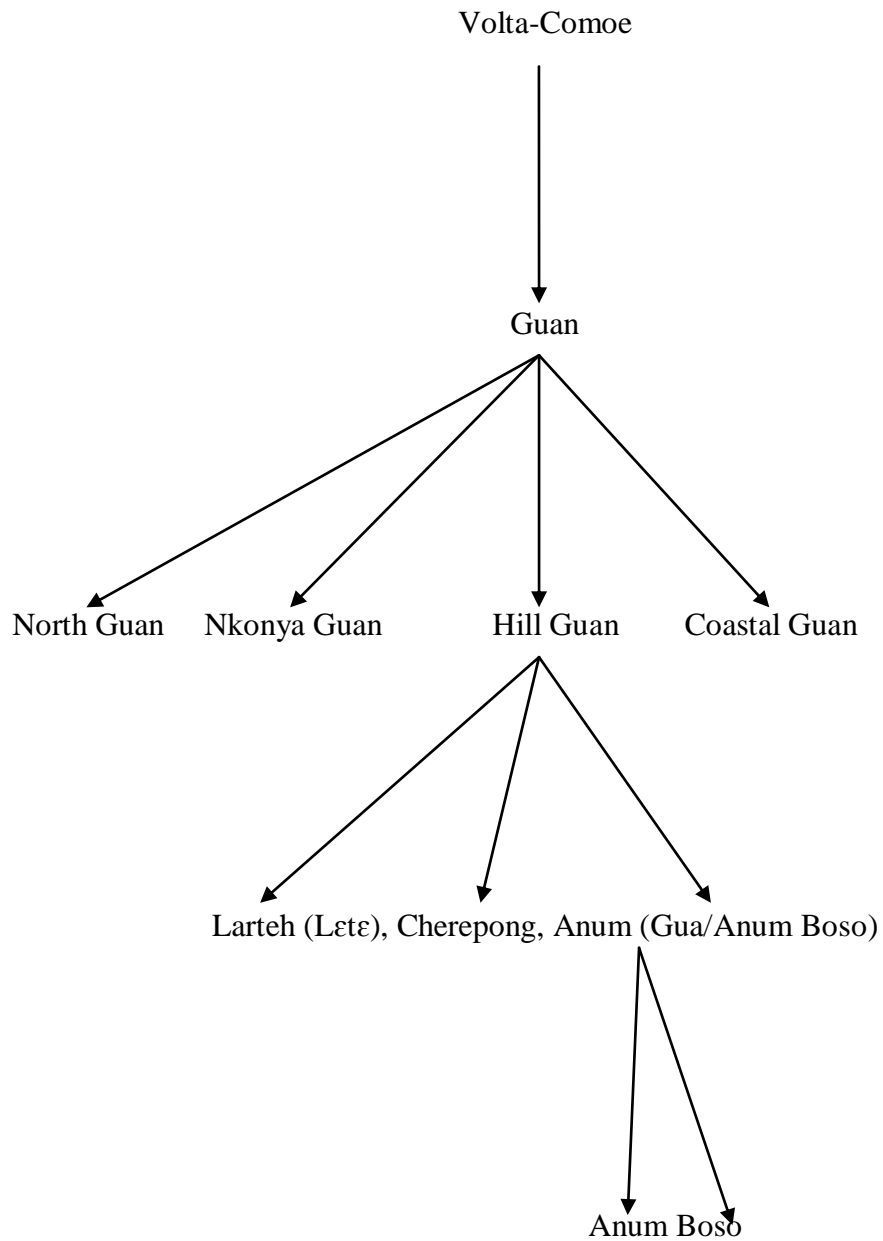 Volta-Comoe
Guan
North Guan Nkonya Guan Hill Guan Coastal Guan
Larteh (Lɛtɛ), Cherepong, Anum (Gua/Anum Boso)
Anum Boso